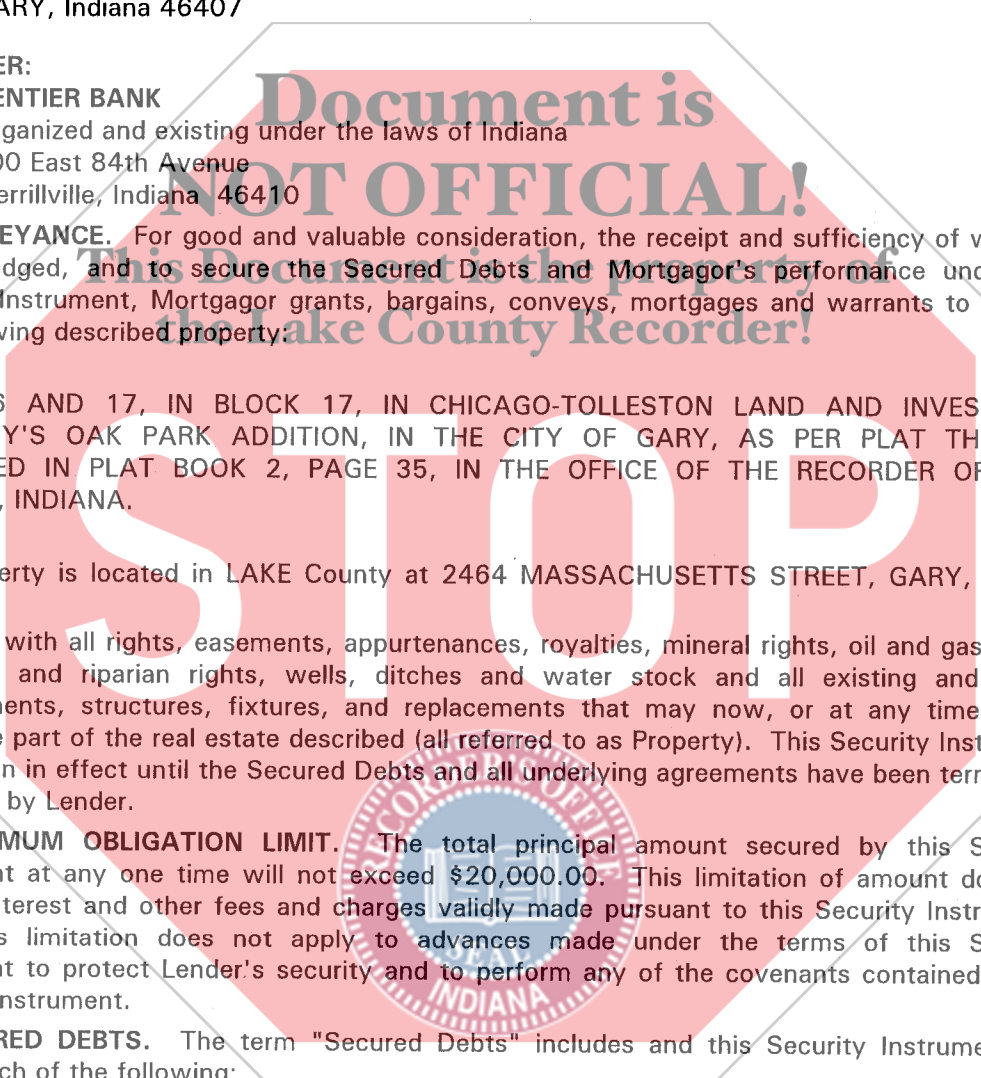 ARY, Indiana 46407
ER:
ENTIER BANK
ganized and existing under the laws of Indiana
00 East 84th Avenue
errillville, Indiana 46410
EYANCE. For good and valuable consideration, the receipt and sufficiency of w
dged, and to secure the Secured Debts and Mortgagor's performance und
Instrument, Mortgagor grants, bargains, conveys, mortgages and warrants to
ving described property:
6 AND 17, IN BLOCK 17, IN CHICAGO-TOLLESTON LAND AND INVES
Y'S OAK PARK ADDITION, IN THE CITY OF GARY, AS PER PLAT TH
ED IN PLAT BOOK 2, PAGE 35, IN THE OFFICE OF THE RECORDER OF
, INDIANA.
erty is located in LAKE County at 2464 MASSACHUSETTS STREET, GARY,
with all rights, easements, appurtenances, royalties, mineral rights, oil and gas
and riparian rights, wells, ditches and water stock and all existing and
ents, structures, fixtures, and replacements that may now, or at any time
e part of the real estate described (all referred to as Property). This Security Inst
n in effect until the Secured Debts and all underlying agreements have been term
by Lender.
MUM OBLIGATION LIMIT. The total principal amount secured by this S
nt at any one time will not exceed $20,000.00. This limitation of amount do
terest and other fees and charges validly made pursuant to this Security Instr
s limitation does not apply to advances made under the terms of this S
nt to protect Lender's security and to perform any of the covenants contained
nstrument.
RED DEBTS. The term "Secured Debts" includes and this Security Instrume
ch of the following:
Document is
NOT OFFICIAL!
This Document is the property of
the Lake County Recorder!
STOP
RECORDER'S OFFICE
SEAL
INDIANA